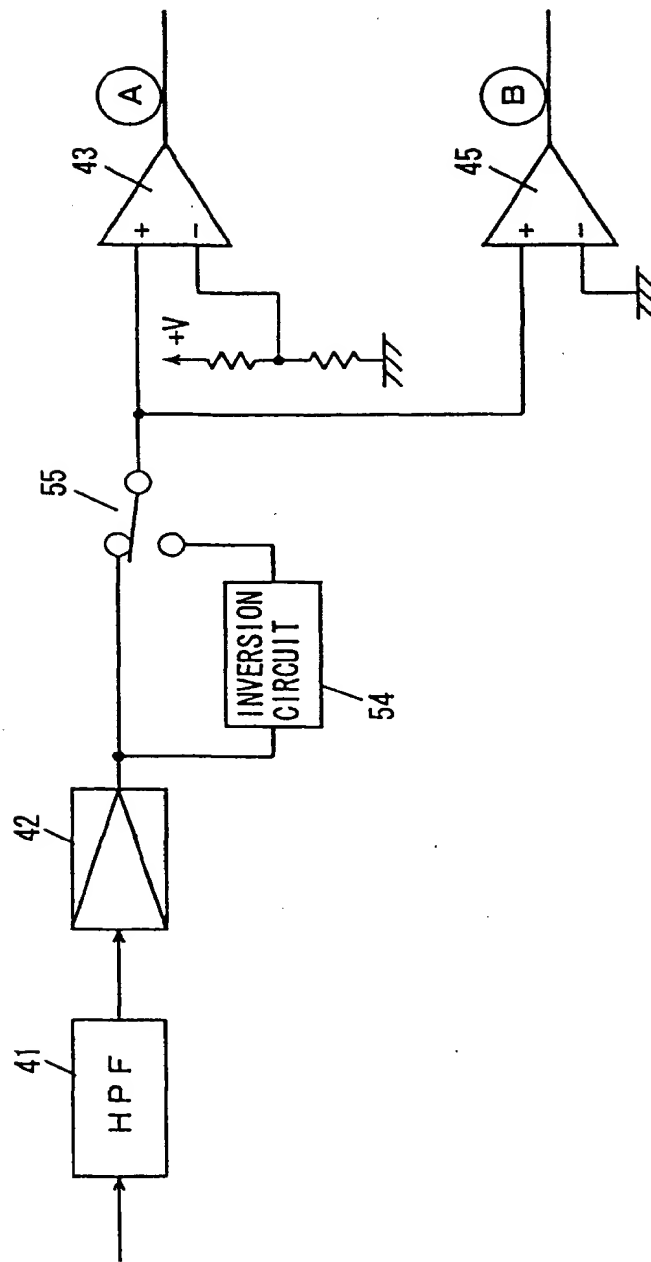 41
HPF
42
INVERSION
CIRCUIT
54
55
+V
43
+
-
A
45
+
-
B